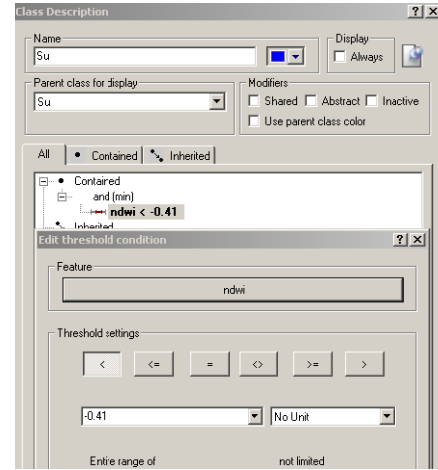 Class Description
Name
Su
Display
Always
Parent class for display
Su
Modifiers
Shared Abstract Inactive
Use parent class color
All Contained Inherited
Contained
and (min)
ndwi < -0.41
Inherited
Edit threshold condition
Feature
ndwi
Threshold settings
< <= = <> >= >
-0.41 No Unit
Entire range of not limited